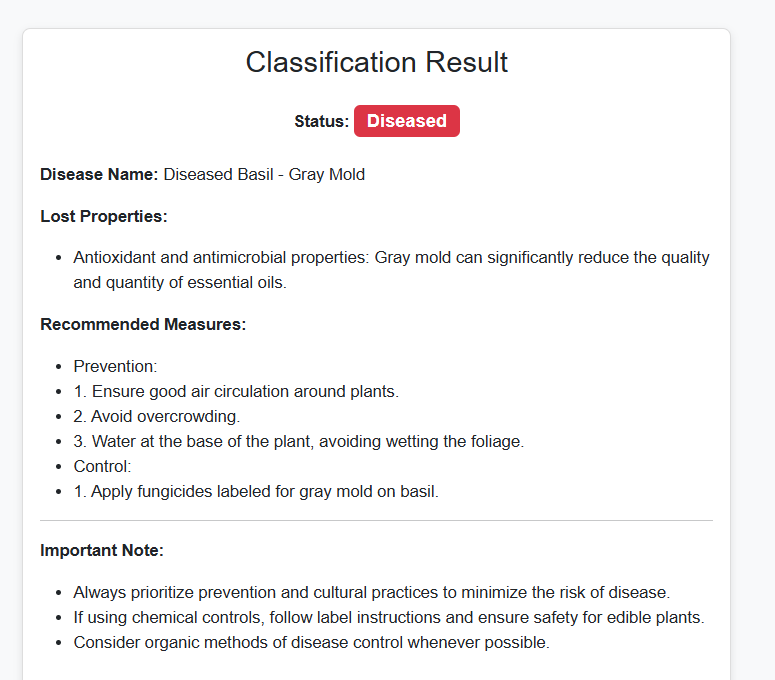 Classification Result
Status: Diseased
Disease Name: Diseased Basil - Gray Mold
Lost Properties:
• Antioxidant and antimicrobial properties: Gray mold can significantly reduce the quality
and quantity of essential oils.
Recommended Measures:
• Prevention:
• 1. Ensure good air circulation around plants.
• 2. Avoid overcrowding.
• 3. Water at the base of the plant, avoiding wetting the foliage.
• Control:
• 1. Apply fungicides labeled for gray mold on basil.
Important Note:
• Always prioritize prevention and cultural practices to minimize the risk of disease.
• If using chemical controls, follow label instructions and ensure safety for edible plants.
• Consider organic methods of disease control whenever possible.